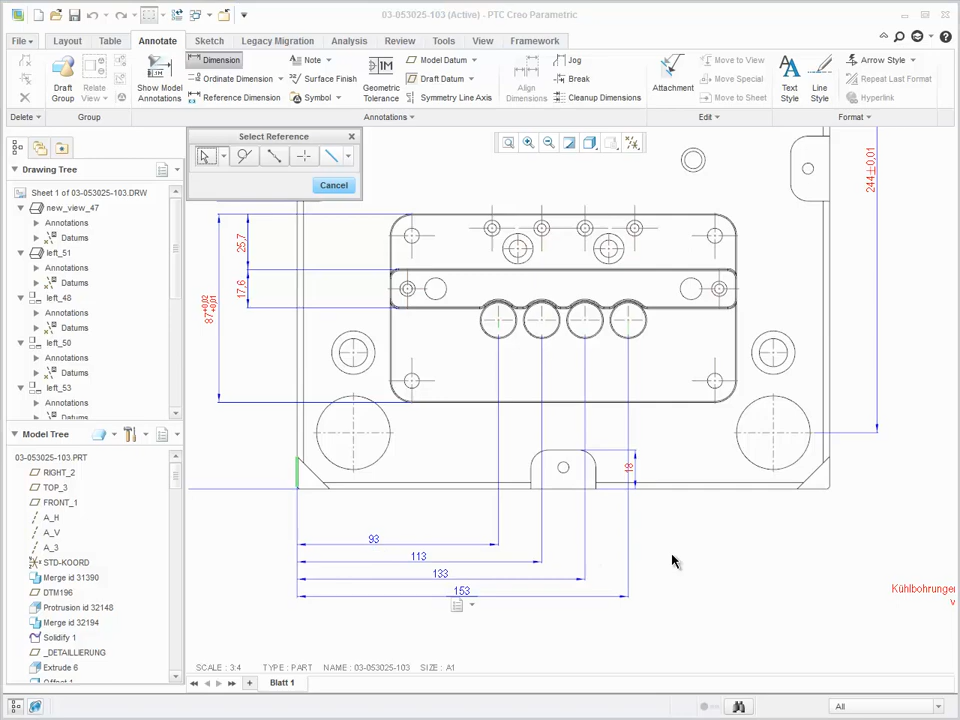 03-053025-103 (Active) - PTC Creo Parametric
File Layout Table Annotate Sketch Legacy Migration Analysis Review Tools View Framework
Dimension
Ordinate Dimension
Reference Dimension
Draft Group
Relate View
Show Model Annotations
Note
Surface Finish
Symbol
Geometric Tolerance
Model Datum
Draft Datum
Symmetry Line Axis
Align Dimensions
Jog
Break
Cleanup Dimensions
Attachment
Move to View
Move Special
Move to Sheet
Text Style
Line Style
Arrow Style
Repeat Last Format
Hyperlink
Delete Group Annotations Edit Format
Select Reference
Cancel
Drawing Tree
Sheet 1 of 03-053025-103.DRW
new_view_47
Annotations
Datums
left_51
Annotations
Datums
left_48
Annotations
Datums
left_50
Annotations
Datums
left_53
Annotations
Datums
Model Tree
03-053025-103.PRT
RIGHT_2
TOP_3
FRONT_1
A_H
A_V
A_3
STD-KOORD
Merge id 31390
DTM196
Protrusion id 32148
Merge id 32194
Solidify 1
_DETAILLIERUNG
Extrude 6
Offset 1
244±0,01
25,7
17,6
87 +0,02 +0,01
18
93
113
133
153
Kühlbohrungen
v
SCALE : 3:4 TYPE : PART NAME : 03-053025-103 SIZE : A1
Blatt 1
All